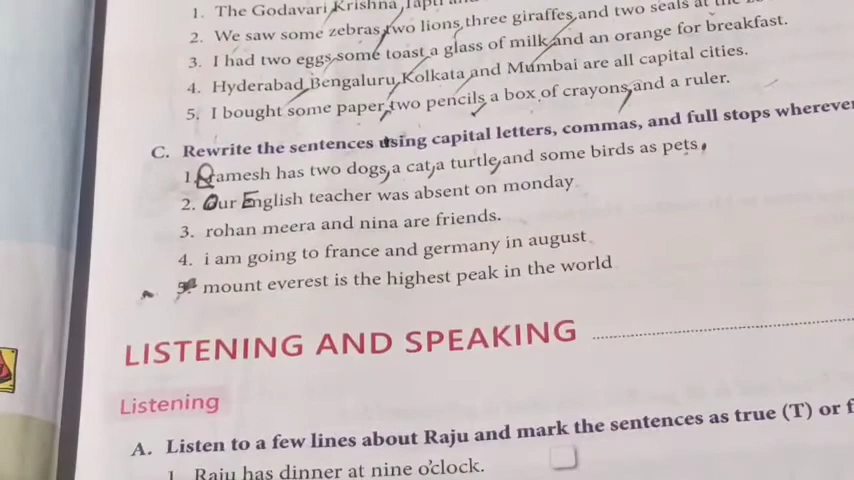 1. The Godavari, Krishna, Tapti and
2. We saw some zebras, two lions, three giraffes, and two seals at the
3. I had two eggs, some toast, a glass of milk, and an orange for breakfast.
4. Hyderabad, Bengaluru, Kolkata, and Mumbai are all capital cities.
5. I bought some paper, two pencils, a box of crayons, and a ruler.
C. Rewrite the sentences using capital letters, commas, and full stops wherever
1. Ramesh has two dogs, a cat, a turtle, and some birds as pets.
2. Our English teacher was absent on monday
3. rohan meera and nina are friends.
4. i am going to france and germany in august
5. mount everest is the highest peak in the world
LISTENING AND SPEAKING
Listening
A. Listen to a few lines about Raju and mark the sentences as true (T) or f
1. Raju has dinner at nine o'clock.